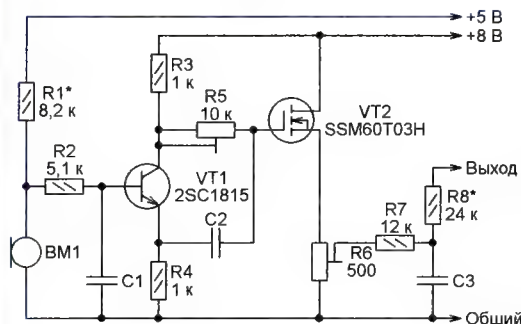 +5 В
+8 В
R1*
8,2 к
R3
1 к
R5
10 к
VT2
SSM60T03H
R2
5,1 к
VT1
2SC1815
Выход
R8*
24 к
R7
12 к
C2
R6
500
BM1
C1
R4
1 к
C3
Общий